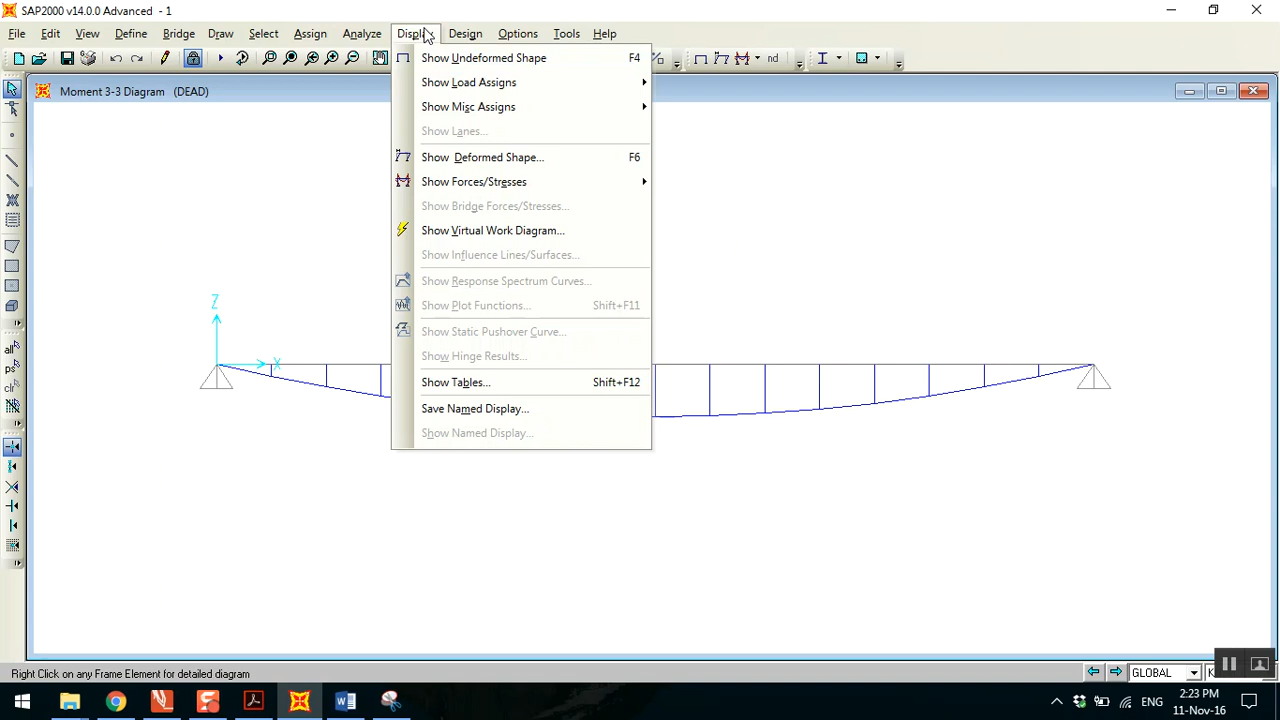 SAP2000 v14.0.0 Advanced - 1
File Edit View Define Bridge Draw Select Assign Analyze Display Design Options Tools Help
nd
Moment 3-3 Diagram (DEAD)
Show Undeformed Shape F4
Show Load Assigns
Show Misc Assigns
Show Lanes...
Show Deformed Shape... F6
Show Forces/Stresses
Show Bridge Forces/Stresses...
Show Virtual Work Diagram...
Show Influence Lines/Surfaces...
Show Response Spectrum Curves...
Show Plot Functions... Shift+F11
Show Static Pushover Curve...
Show Hinge Results...
Show Tables... Shift+F12
Save Named Display...
Show Named Display...
Z
X
all
clr
Right Click on any Frame Element for detailed diagram
GLOBAL
ENG
2:23 PM
11-Nov-16